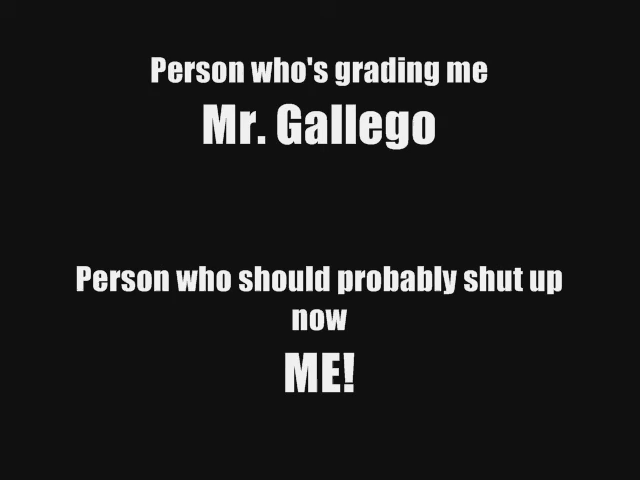 Person who's grading me
Mr. Gallego
Person who should probably shut up
now
ME!